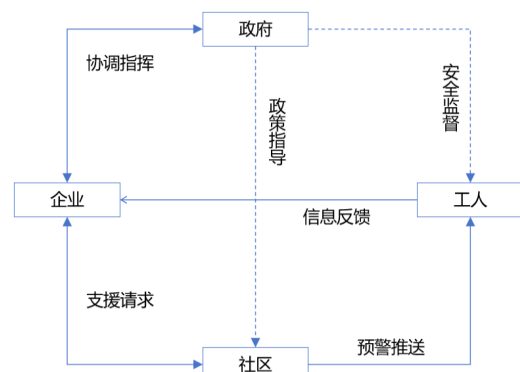 政府
协调指挥
安全监督
政策指导
企业
工人
信息反馈
支援请求
预警推送
社区